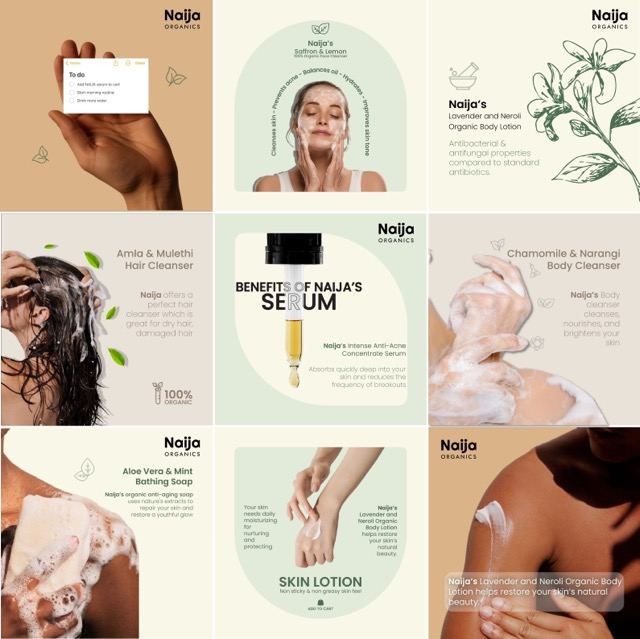 Naija
ORGANICS
Notes
Done
To do
Add NAIJA serum to cart
Start morning routine
Drink more water
Naija's
Saffron & Lemon
100% Organic Face Cleanser
Cleanses skin - Prevents acne - Balances oil - Hydrates - Improves skin tone
Naija
ORGANICS
Naija's
Lavender and Neroli
Organic Body Lotion
Antibacterial &
antifungal properties
compared to standard
antibiotics.
Amla & Mulethi
Hair Cleanser
Naija offers a
perfect hair
cleanser which is
great for dry hair,
damaged hair
100%
ORGANIC
Naija
ORGANICS
BENEFITS OF NAIJA'S
SERUM
Naija's Intense Anti-Acne
Concentrate Serum
Absorbs quickly deep into your
skin and reduces the
frequency of breakouts
Chamomile & Narangi
Body Cleanser
Naija's Body
cleanser
cleanses,
nourishes, and
brightens your
skin
Naija
ORGANICS
Aloe Vera & Mint
Bathing Soap
Naija's organic anti-aging soap
uses nature's extracts to
repair your skin and
restore a youthful glow
Your skin
needs daily
moisturizing
for
nurturing
and
protecting.
Naija's
Lavender and
Neroli Organic
Body Lotion
helps restore
your skin's
natural
beauty.
SKIN LOTION
Non sticky & non greasy skin feel
ADD TO CART
Naija
ORGANICS
Naija's Lavender and Neroli Organic Body
Lotion helps restore your skin's natural
beauty.